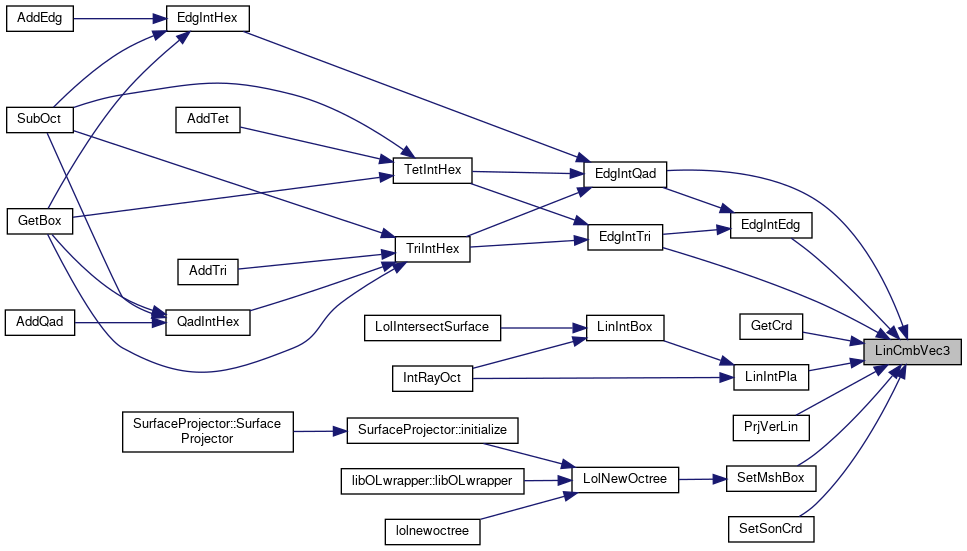 AddEdg
EdgIntHex
SubOct
AddTet
TetIntHex
EdgIntQad
GetBox
EdgIntTri
EdgIntEdg
TriIntHex
AddTri
AddQad
QadIntHex
LolIntersectSurface
LinIntBox
GetCrd
LinCmbVec3
IntRayOct
LinIntPla
SurfaceProjector::Surface
Projector
SurfaceProjector::initialize
PrjVerLin
libOLwrapper::libOLwrapper
LolNewOctree
SetMshBox
lolnewoctree
SetSonCrd